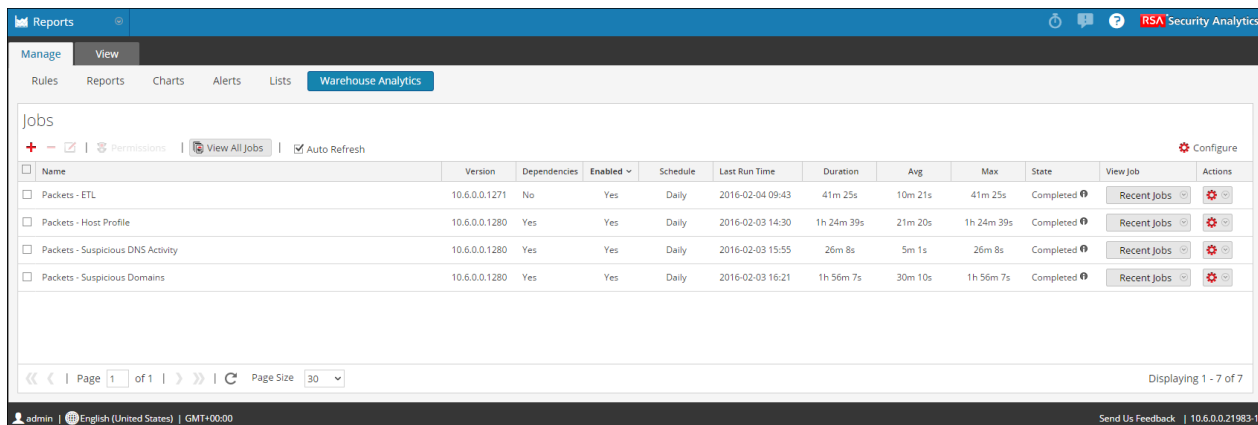 Reports
RSA Security Analytics
Manage View
Rules Reports Charts Alerts Lists Warehouse Analytics
Jobs
Permissions | View All Jobs | Auto Refresh Configure
Name Version Dependencies Enabled Schedule Last Run Time Duration Avg Max State View Job Actions
Packets - ETL 10.6.0.0.1271 No Yes Daily 2016-02-04 09:43 41m 25s 10m 21s 41m 25s Completed Recent Jobs
Packets - Host Profile 10.6.0.0.1280 Yes Yes Daily 2016-02-03 14:30 1h 24m 39s 21m 20s 1h 24m 39s Completed Recent Jobs
Packets - Suspicious DNS Activity 10.6.0.0.1280 Yes Yes Daily 2016-02-03 15:55 26m 8s 5m 1s 26m 8s Completed Recent Jobs
Packets - Suspicious Domains 10.6.0.0.1280 Yes Yes Daily 2016-02-03 16:21 1h 56m 7s 30m 10s 1h 56m 7s Completed Recent Jobs
| Page 1 of 1 | | Page Size 30 Displaying 1 - 7 of 7
admin | English (United States) | GMT+00:00 Send Us Feedback | 10.6.0.0.21983-1